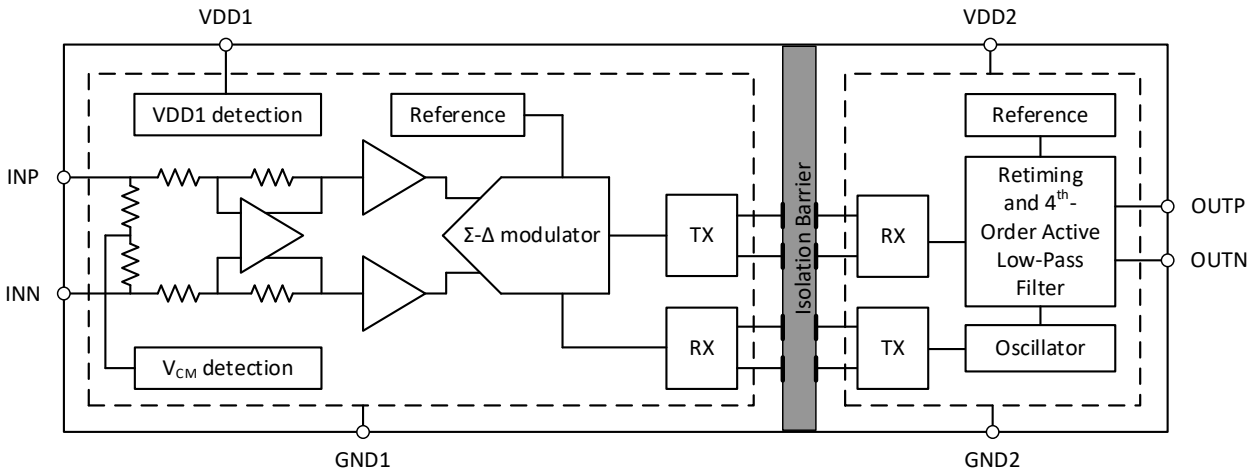 VDD1
VDD2
VDD1 detection
Reference
Reference
INP
Retiming
and 4th-
Order Active
Low-Pass
Filter
OUTP
Σ-Δ modulator
TX
Isolation Barrier
RX
OUTN
INN
VCM detection
RX
TX
Oscillator
GND1
GND2